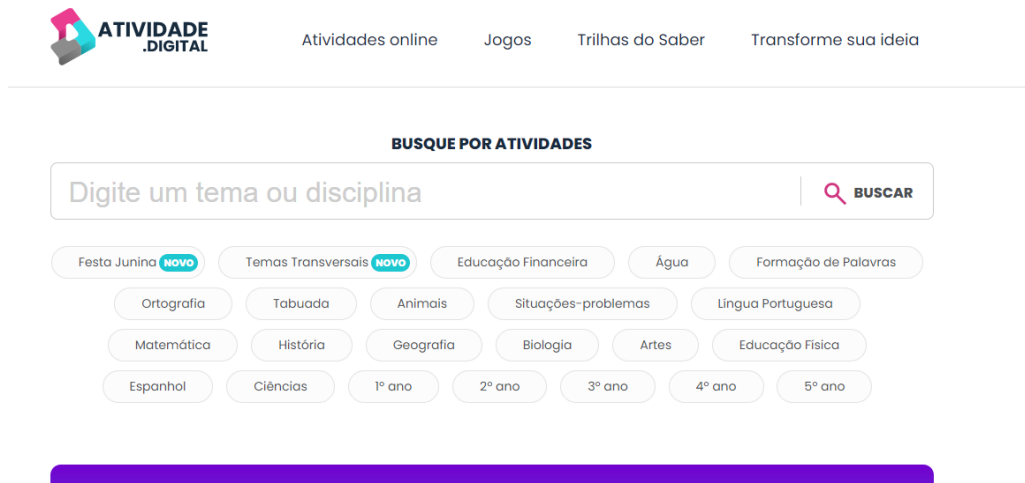 ATIVIDADE
.DIGITAL
Atividades online Jogos Trilhas do Saber Transforme sua ideia
BUSQUE POR ATIVIDADES
Digite um tema ou disciplina BUSCAR
Festa Junina NOVO Temas Transversais NOVO Educação Financeira Água Formação de Palavras
Ortografia Tabuada Animais Situações-problemas Língua Portuguesa
Matemática História Geografia Biologia Artes Educação Física
Espanhol Ciências 1º ano 2º ano 3º ano 4º ano 5º ano